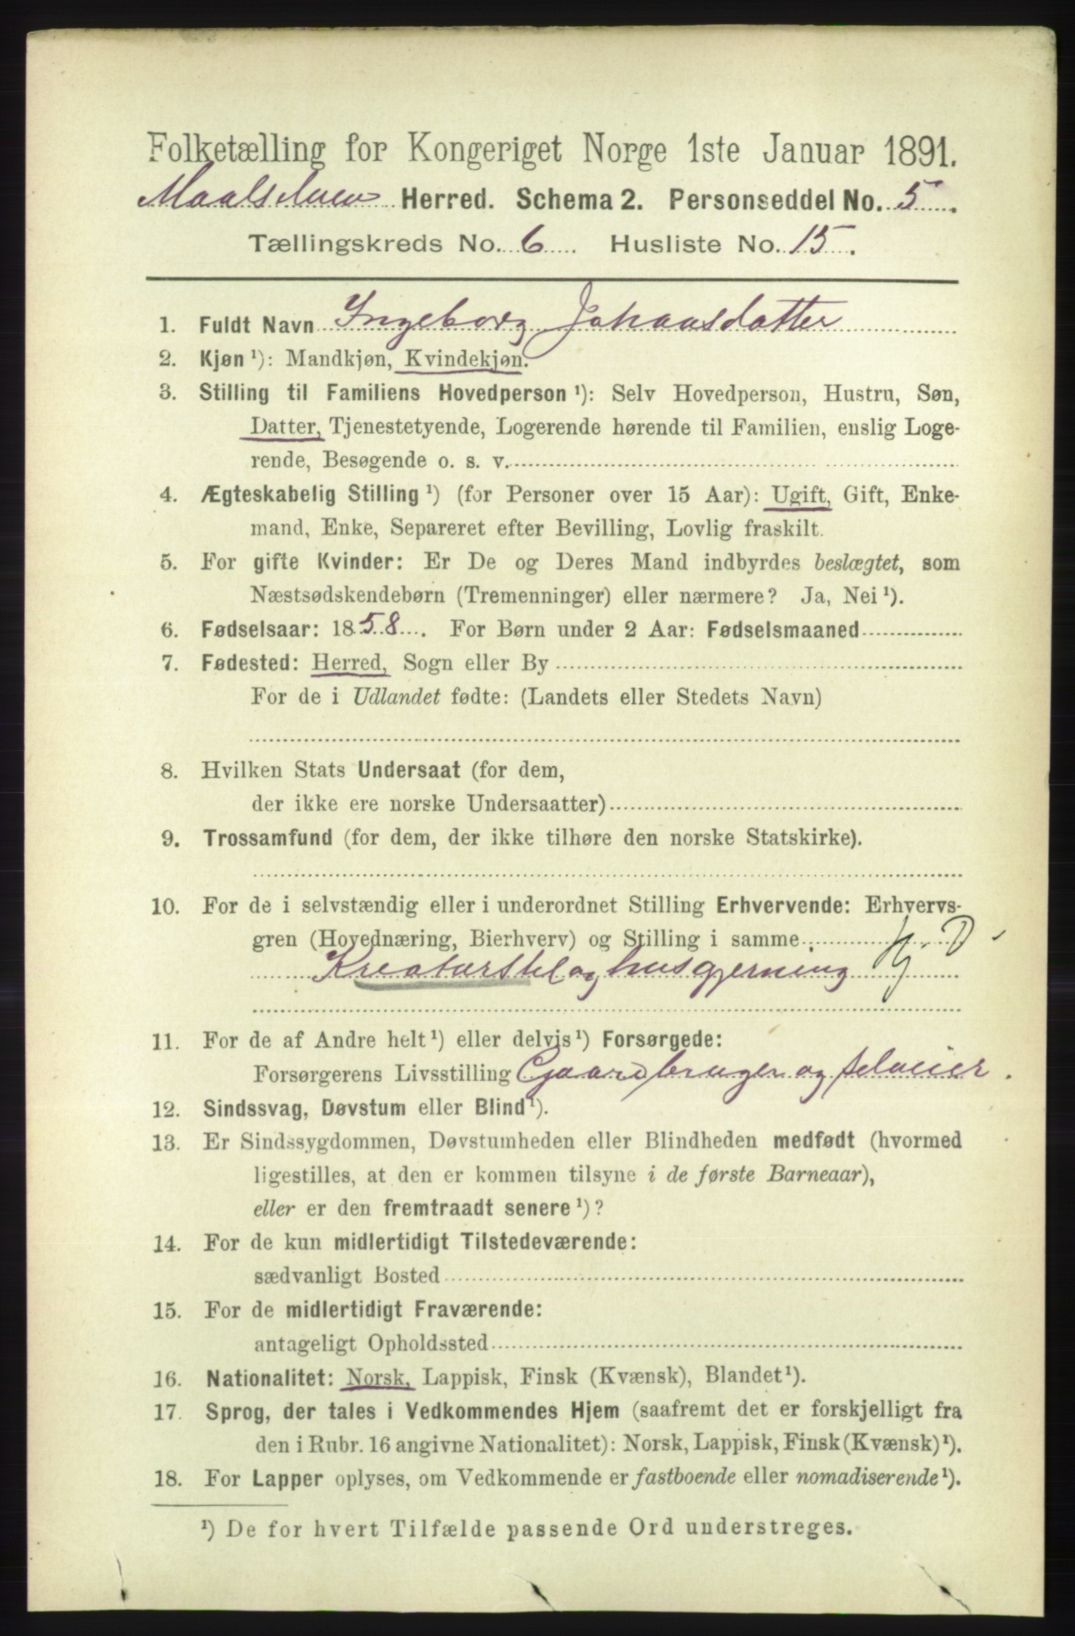 Folketælling for Kongeriget Norge 1ste Januar 1891.
Maalselven Herred. Schema 2. Personseddel No. 5.
Tællingskreds No. 6. Husliste No. 15.
1. Fuldt Navn Ingeborg Johansdatter
2. Kjøn ¹): Mandkjøn, Kvindekjøn.
3. Stilling til Familiens Hovedperson ¹): Selv Hovedperson, Hustru, Søn,
Datter, Tjenestetyende, Logerende hørende til Familien, enslig Loge-
rende, Besøgende o. s. v.
4. Ægteskabelig Stilling ¹) (for Personer over 15 Aar): Ugift, Gift, Enke-
mand, Enke, Separeret efter Bevilling, Lovlig fraskilt.
5. For gifte Kvinder: Er De og Deres Mand indbyrdes beslægtet, som
Næstsødskendebørn (Tremenninger) eller nærmere? Ja, Nei ¹).
6. Fødselsaar: 1858. For Børn under 2 Aar: Fødselsmaaned
7. Fødested: Herred, Sogn eller By
For de i Udlandet fødte: (Landets eller Stedets Navn)
8. Hvilken Stats Undersaat (for dem,
der ikke ere norske Undersaatter)
9. Trossamfund (for dem, der ikke tilhøre den norske Statskirke).
10. For de i selvstændig eller i underordnet Stilling Erhvervende: Erhvervs-
gren (Hovednæring, Bierhverv) og Stilling i samme
Kreaturstel og husgjerning
11. For de af Andre helt ¹) eller delvis ¹) Forsørgede:
Forsørgerens Livsstilling Gaardbruger og Selveier.
12. Sindssvag, Døvstum eller Blind ¹).
13. Er Sindssygdommen, Døvstumheden eller Blindheden medfødt (hvormed
ligestilles, at den er kommen tilsyne i de første Barneaar),
eller er den fremtraadt senere ¹)?
14. For de kun midlertidigt Tilstedeværende:
sædvanligt Bosted
15. For de midlertidigt Fraværende:
antageligt Opholdssted
16. Nationalitet: Norsk, Lappisk, Finsk (Kvænsk), Blandet ¹).
17. Sprog, der tales i Vedkommendes Hjem (saafremt det er forskjelligt fra
den i Rubr. 16 angivne Nationalitet): Norsk, Lappisk, Finsk (Kvænsk) ¹).
18. For Lapper oplyses, om Vedkommende er fastboende eller nomadiserende ¹).
¹) De for hvert Tilfælde passende Ord understreges.